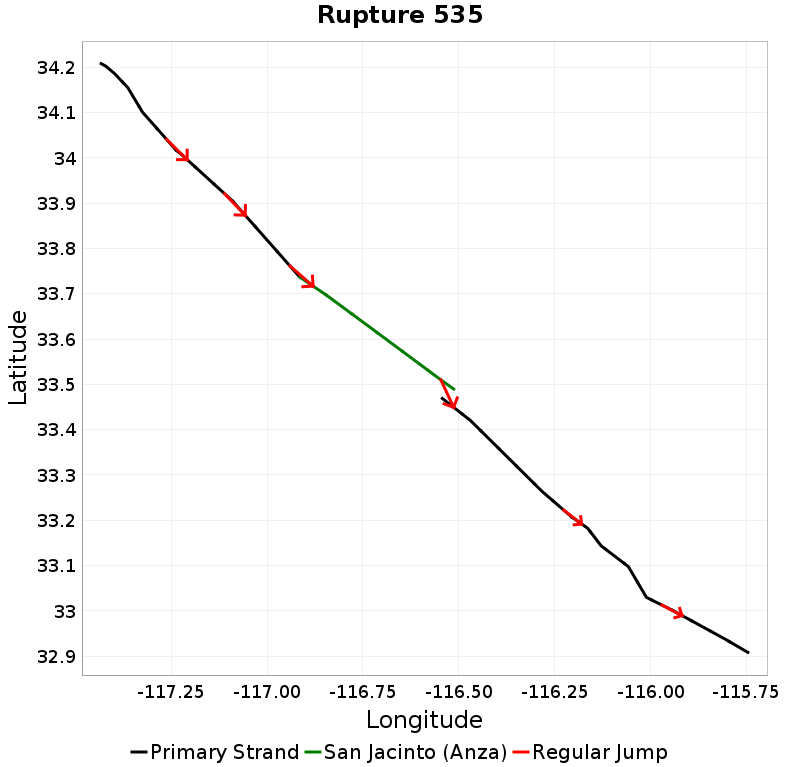 Rupture 535
34.2
34.1
34
33.9
33.8
33.7
33.6
33.5
33.4
33.3
33.2
33.1
33
32.9
Latitude
-117.25 -117.00 -116.75 -116.50 -116.25 -116.00 -115.75
Longitude
Primary Strand San Jacinto (Anza) Regular Jump